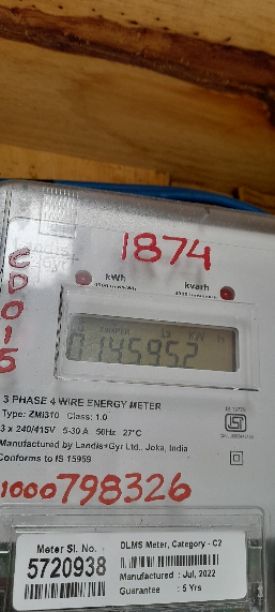 1874
kWh
kvarh
CD015
0145952
3 PHASE 4 WIRE ENERGY METER
Type: ZMI310 Class: 1.0
3 x 240/415V 5-30 A 50Hz 27°C
Manufactured by Landis+Gyr Ltd., Joka, India
Conforms to IS 15959
1000798326
Meter Sl. No.
5720938
DLMS Meter, Category - C2
Manufactured : Jul, 2022
Guarantee : 5 Yrs